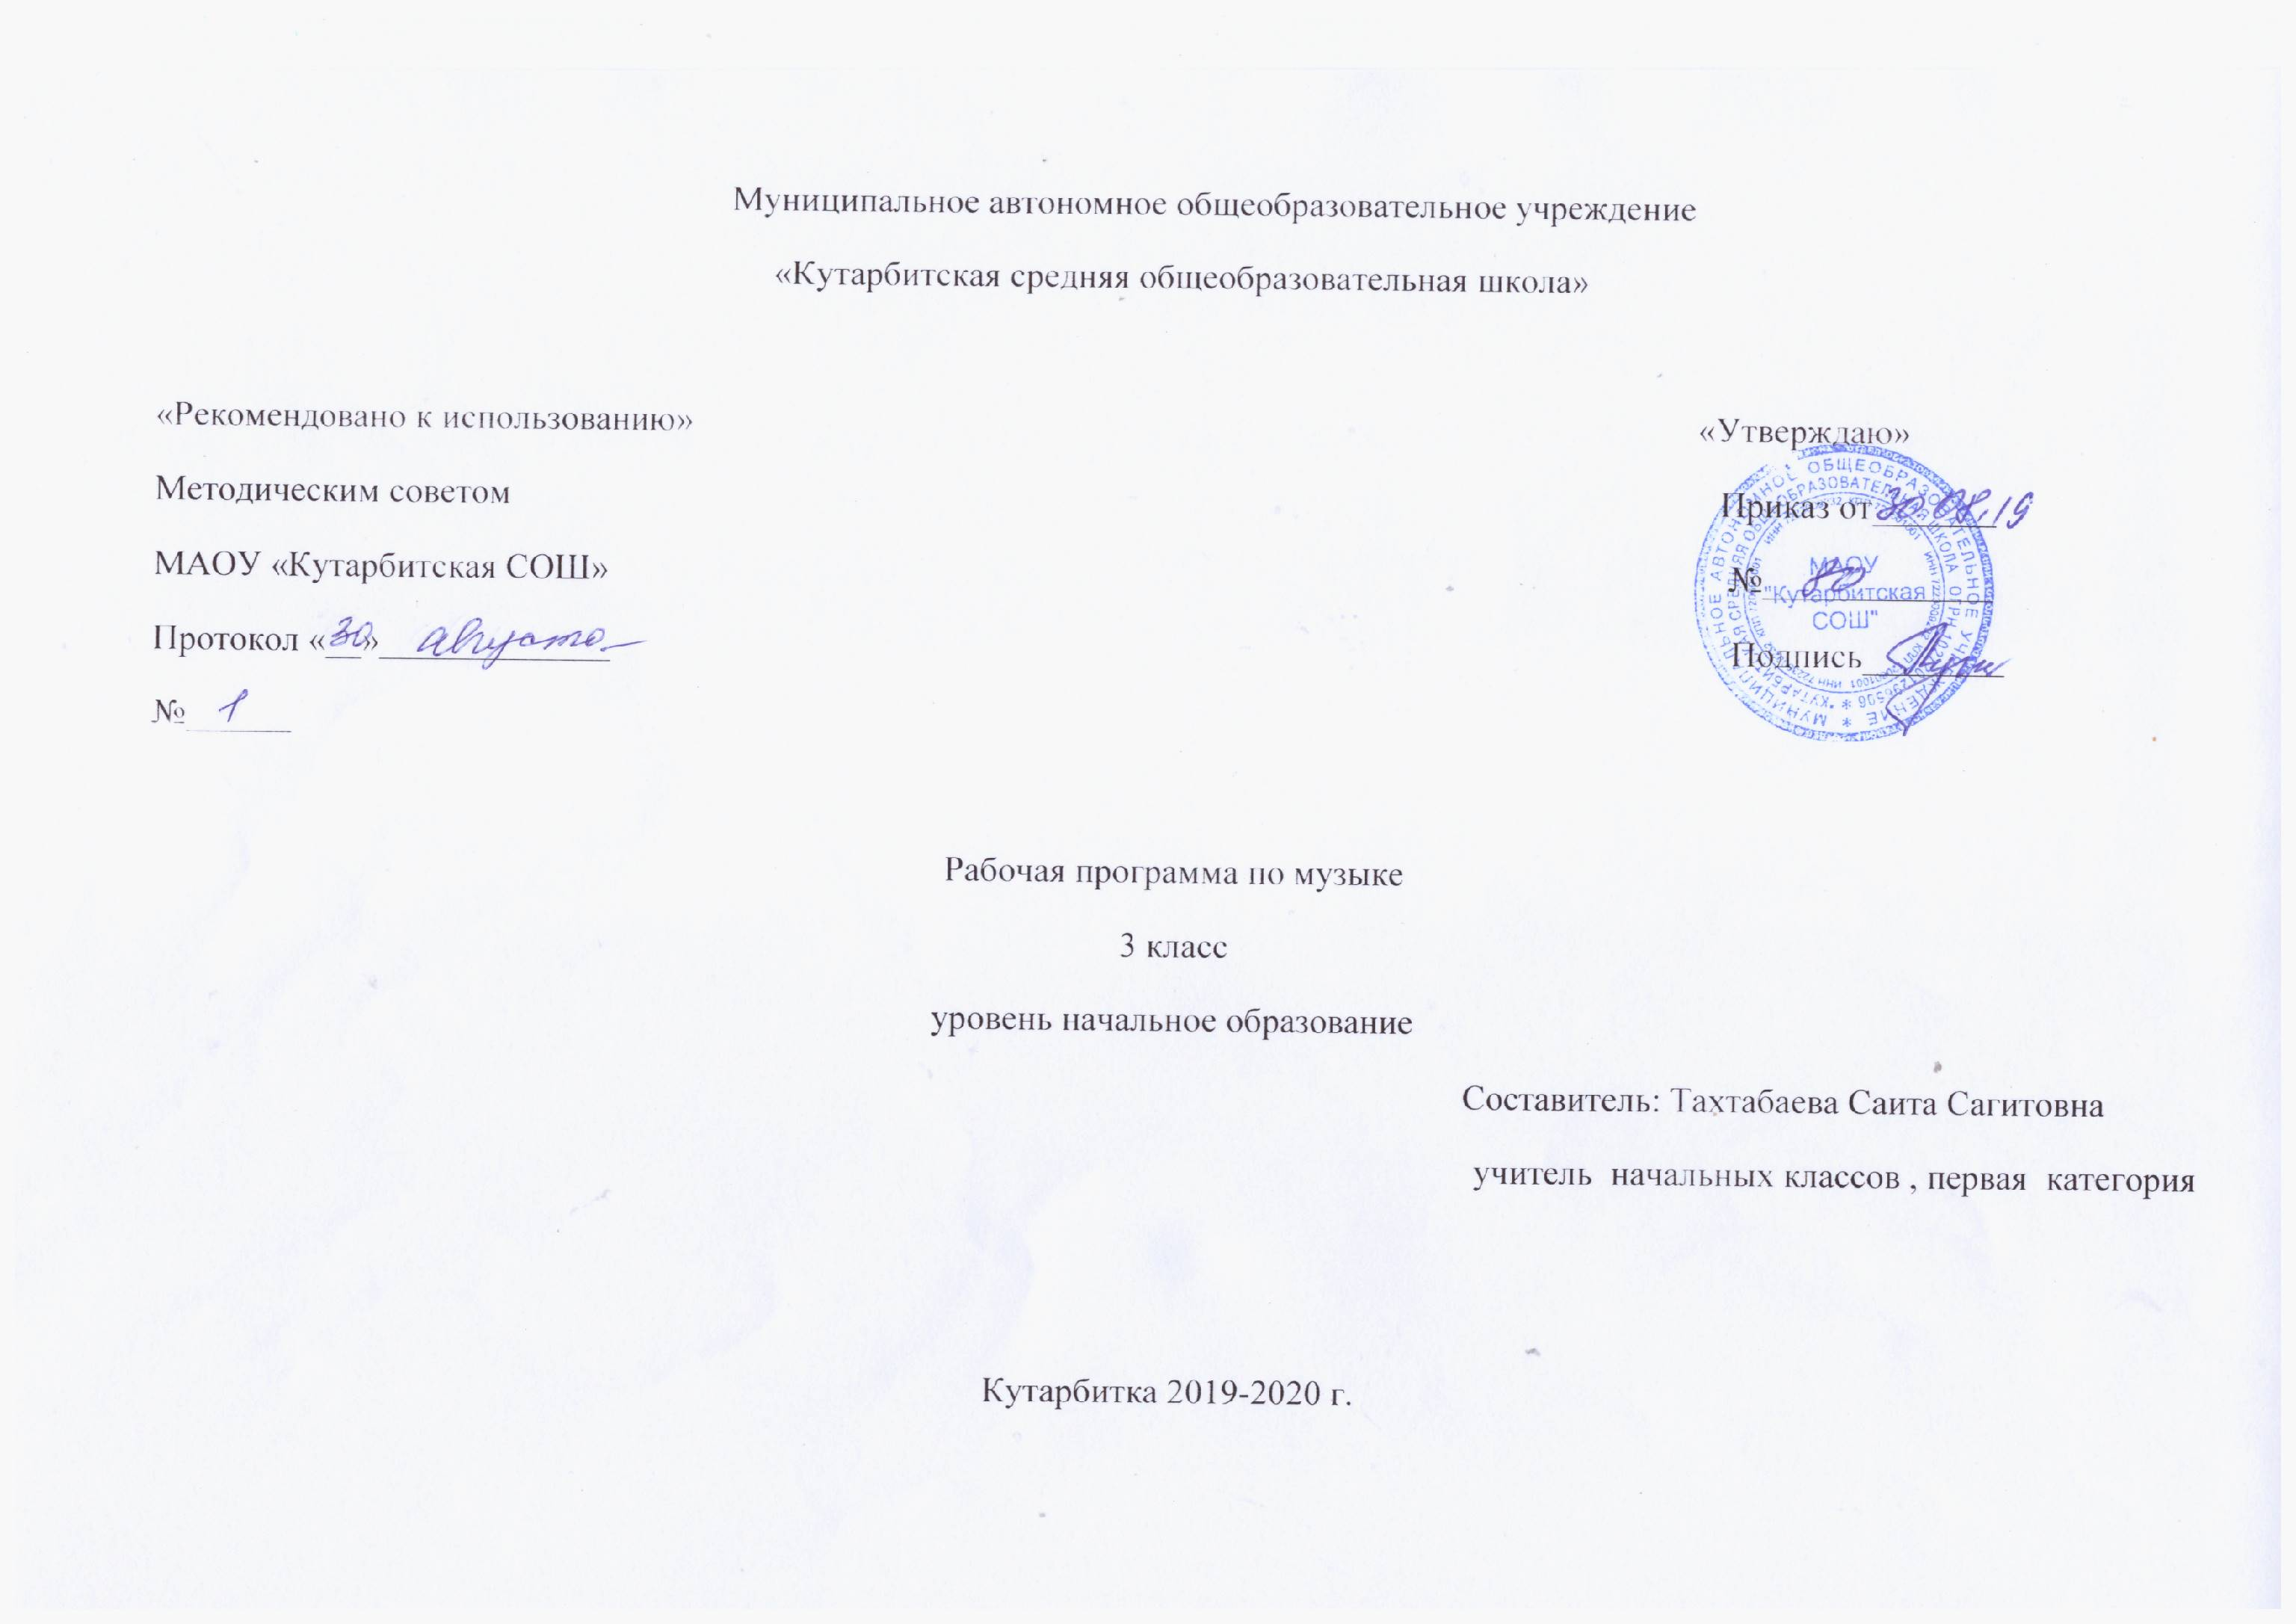 Муниципальное автономное общеобразовательное учреждение
«Кутарбитская средняя общеобразовательная школа»
«Рекомендовано к использованию»
Методическим советом
МАОУ «Кутарбитская СОШ»
Протокол «30» августа
№ 1
«Утверждаю»
Приказ от 30.08.19
№ 80
Подпись
МАОУ
"Кутарбитская
СОШ"
Рабочая программа по музыке
3 класс
уровень начальное образование
Составитель: Тахтабаева Саита Сагитовна
учитель  начальных классов , первая  категория
Кутарбитка 2019-2020 г.